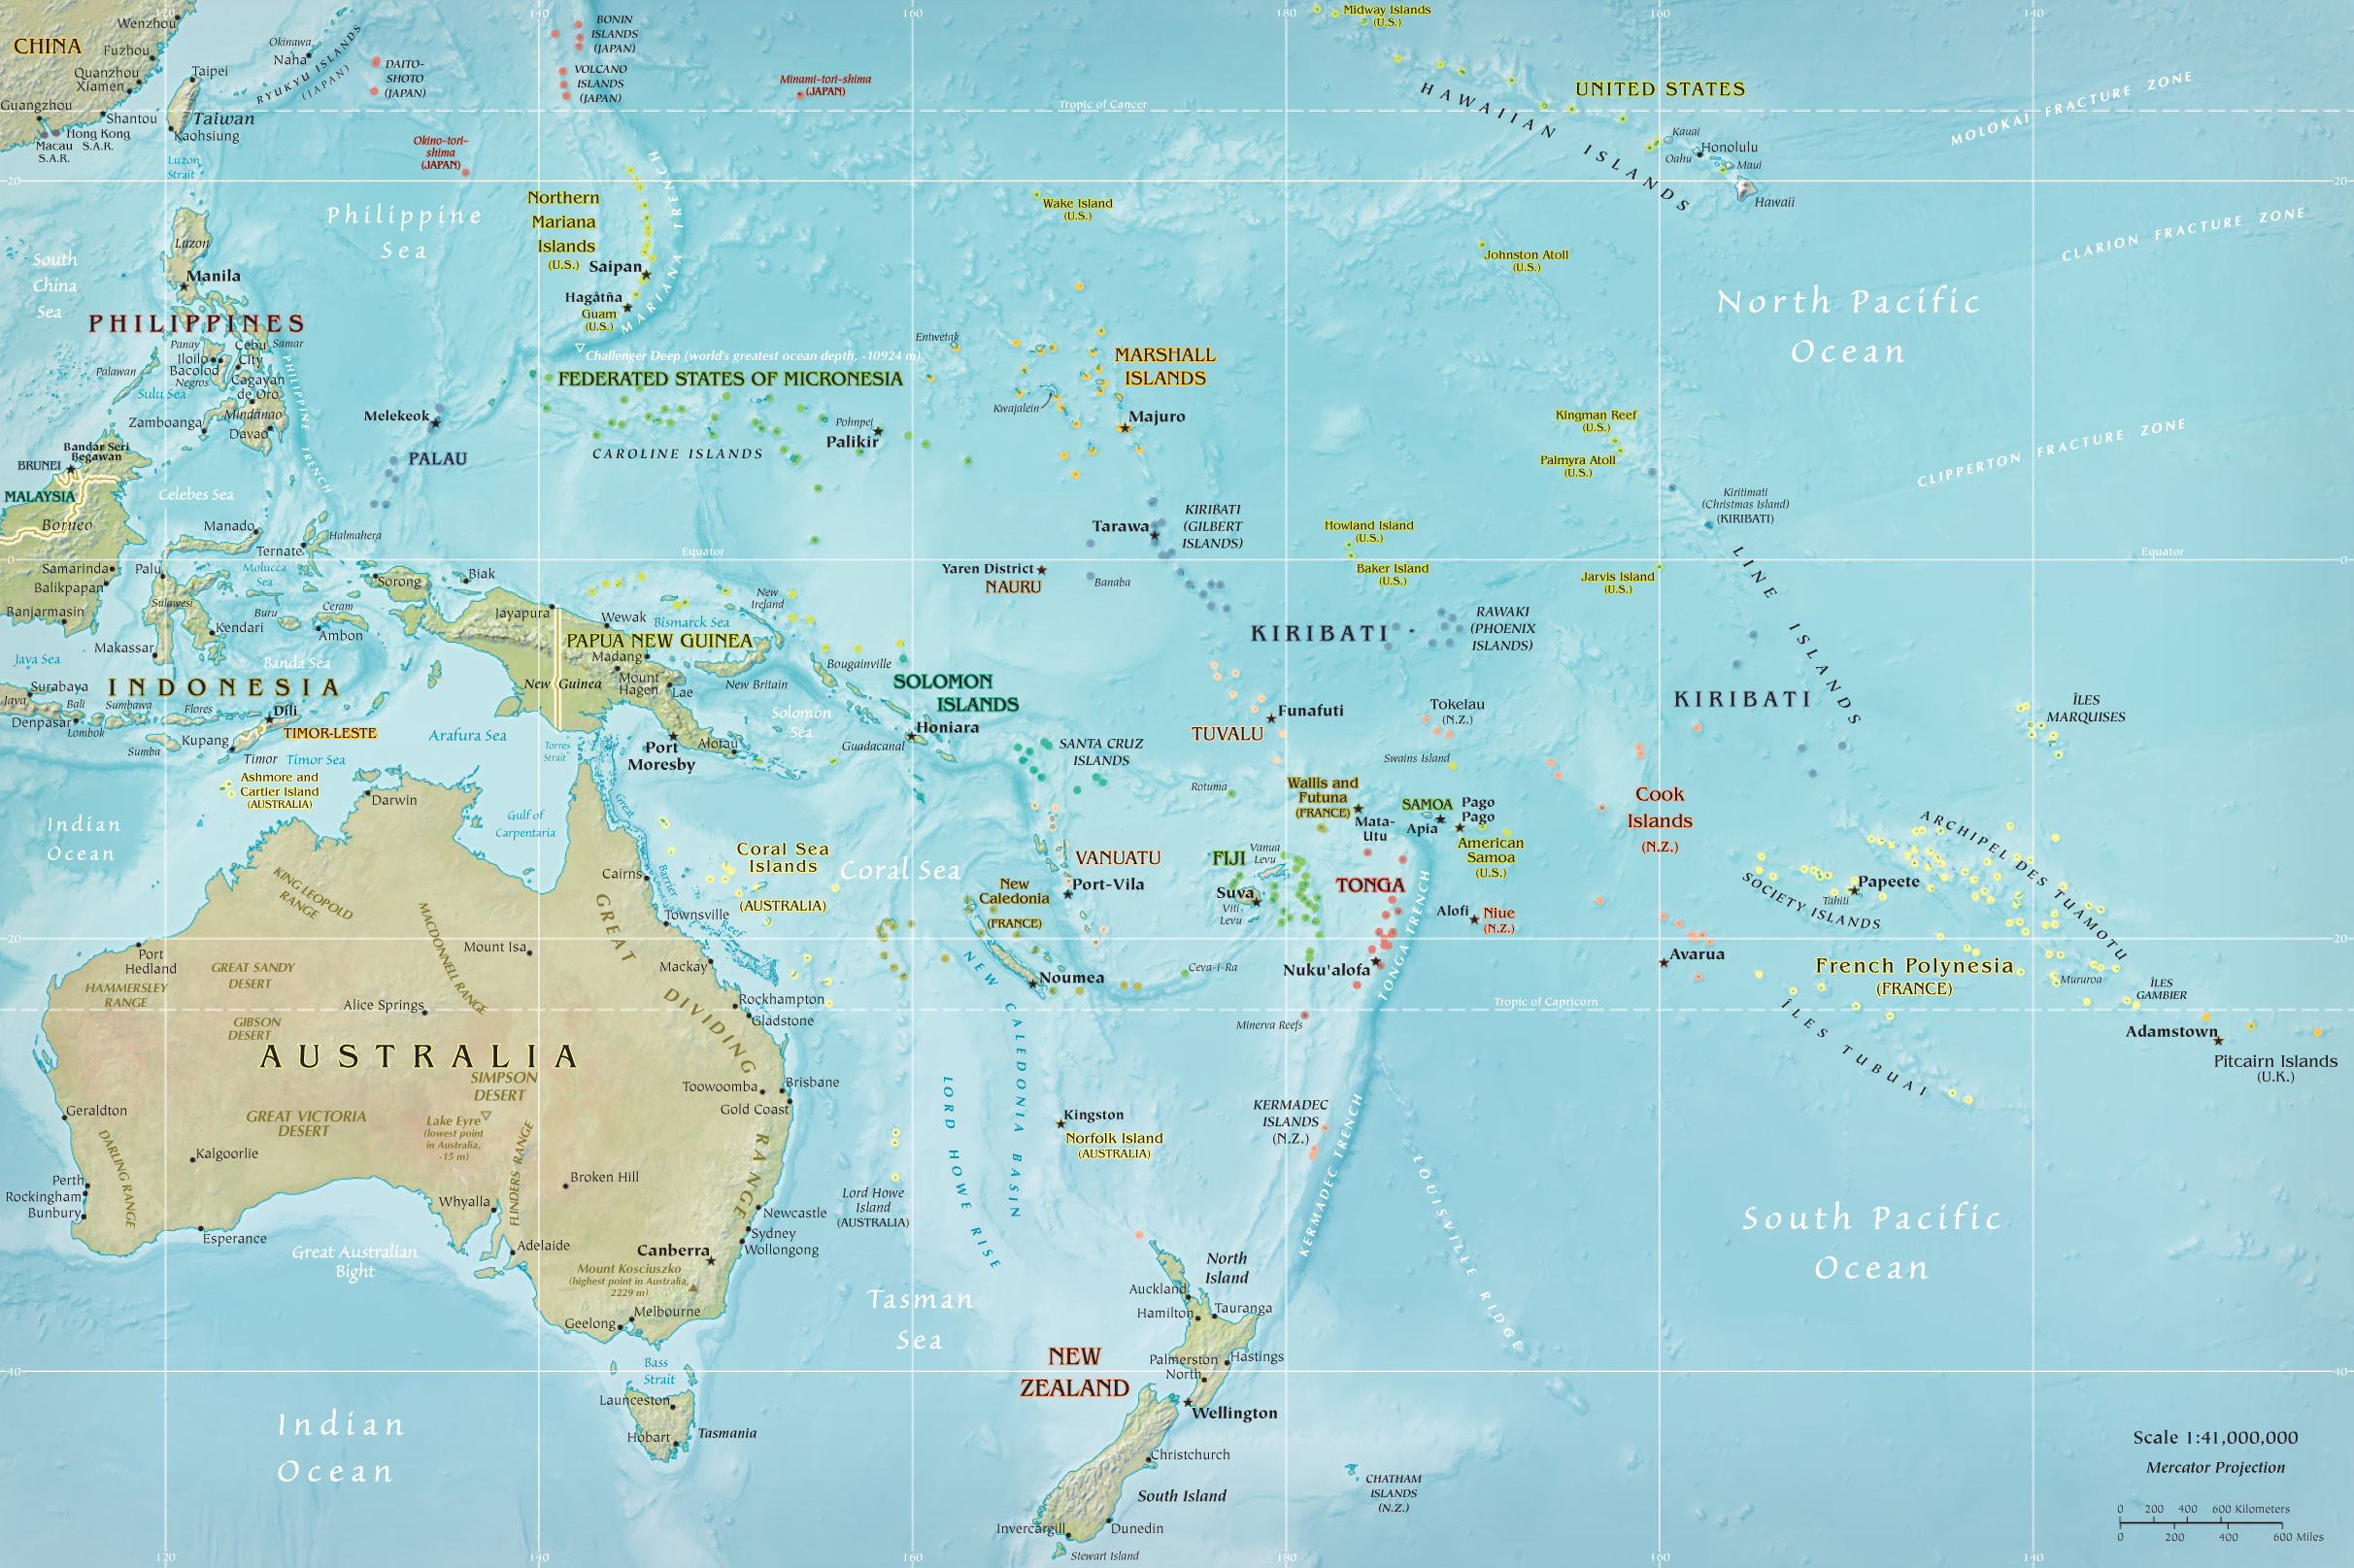 120
140
160
180
160
140
Wenzhou
CHINA
Fuzhou
Quanzhou
Xiamen
Taipei
Guangzhou
Shantou
Taiwan
Hong Kong
S.A.R.
Macau
S.A.R.
Kaohsiung
Luzon
Strait
Okinawa
Naha
RYUKYU ISLANDS
(JAPAN)
DAITO-
SHOTO
(JAPAN)
BONIN
ISLANDS
(JAPAN)
VOLCANO
ISLANDS
(JAPAN)
Minami-tori-shima
(JAPAN)
Okino-tori-
shima
(JAPAN)
Tropic of Cancer
Midway Islands
(U.S.)
UNITED STATES
HAWAIIAN ISLANDS
Kauai
Honolulu
Oahu
Maui
Hawaii
MOLOKAI FRACTURE ZONE
20
20
CLARION FRACTURE ZONE
Philippine
Sea
Northern
Mariana
Islands
(U.S.)
Saipan
Hagåtña
Guam
(U.S.)
MARIANA TRENCH
Wake Island
(U.S.)
Johnston Atoll
(U.S.)
North Pacific
Ocean
South
China
Sea
Luzon
Manila
PHILIPPINES
Panay
Cebu
City
Samar
Iloilo
Bacolod
Negros
Palawan
Cagayan
de Oro
Sulu Sea
Mindanao
Zamboanga
Davao
PHILIPPINE TRENCH
Challenger Deep (world's greatest ocean depth, -10924 m)
FEDERATED STATES OF MICRONESIA
Eniwetak
MARSHALL
ISLANDS
Kwajalein
Majuro
Melekeok
PALAU
Pohnpei
Palikir
CAROLINE ISLANDS
Kingman Reef
(U.S.)
Palmyra Atoll
(U.S.)
CLIPPERTON FRACTURE ZONE
Bandar Seri
Begawan
BRUNEI
MALAYSIA
Borneo
Celebes Sea
Manado
Halmahera
Ternate
Molucca
Sea
Kiritimati
(Christmas Island)
(KIRIBATI)
Tarawa
KIRIBATI
(GILBERT
ISLANDS)
Howland Island
(U.S.)
Baker Island
(U.S.)
Jarvis Island
(U.S.)
LINE ISLANDS
0
Equator
Equator
0
Samarinda
Palu
Balikpapan
Banjarmasin
Sulawesi
Buru
Ceram
Kendari
Ambon
Makassar
Sorong
Biak
Jayapura
Wewak
Bismarck Sea
New
Ireland
Yaren District
NAURU
Banaba
KIRIBATI
RAWAKI
(PHOENIX
ISLANDS)
PAPUA NEW GUINEA
Madang
Mount
Hagen
Lae
New Guinea
New Britain
Bougainville
SOLOMON
ISLANDS
Java Sea
Banda Sea
INDONESIA
Surabaya
Java
Bali
Sumbawa
Flores
Denpasar
Lombok
Dili
TIMOR-LESTE
Sumba
Kupang
Timor
Timor Sea
Arafura Sea
Torres
Strait
Port
Moresby
Alotau
Solomon
Sea
Guadacanal
Honiara
SANTA CRUZ
ISLANDS
TUVALU
Funafuti
Tokelau
(N.Z.)
Swains Island
KIRIBATI
ÎLES
MARQUISES
Ashmore and
Cartier Island
(AUSTRALIA)
Darwin
Gulf of
Carpentaria
Indian
Ocean
Rotuma
Wallis and
Futuna
(FRANCE)
Mata-
Utu
SAMOA
Apia
Pago
Pago
American
Samoa
(U.S.)
Cook
Islands
(N.Z.)
ARCHIPEL DES TUAMOTU
Great Barrier Reef
Coral Sea
Islands
(AUSTRALIA)
Coral Sea
VANUATU
Port-Vila
FIJI
Vanua
Levu
Suva
Viti
Levu
TONGA
Alofi
Niue
(N.Z.)
SOCIETY ISLANDS
Papeete
Tahiti
New
Caledonia
(FRANCE)
Cairns
Townsville
KING LEOPOLD
RANGE
MACDONNELL RANGE
GREAT DIVIDING RANGE
Mount Isa
Mackay
20
20
Port
Hedland
GREAT SANDY
DESERT
HAMMERSLEY
RANGE
Alice Springs
Rockhampton
Gladstone
NEW CALEDONIA BASIN
Noumea
Ceva-i-Ra
Nuku'alofa
TONGA TRENCH
Avarua
French Polynesia
(FRANCE)
Mururoa
ÎLES
GAMBIER
Tropic of Capricorn
Minerva Reefs
ÎLES TUBUAI
Adamstown
Pitcairn Islands
(U.K.)
GIBSON
DESERT
AUSTRALIA
SIMPSON
DESERT
Toowoomba
Brisbane
Gold Coast
Geraldton
GREAT VICTORIA
DESERT
Lake Eyre
(lowest point
in Australia,
-15 m)
LORD HOWE RISE
Kingston
Norfolk Island
(AUSTRALIA)
KERMADEC
ISLANDS
(N.Z.)
KERMADEC TRENCH
LOUISVILLE RIDGE
DARLING RANGE
Kalgoorlie
FLINDERS RANGE
Broken Hill
Perth
Rockingham
Bunbury
Whyalla
Lord Howe
Island
(AUSTRALIA)
Newcastle
Esperance
Sydney
Wollongong
Adelaide
Canberra
South Pacific
Ocean
Great Australian
Bight
Mount Kosciuszko
(highest point in Australia,
2229 m)
Melbourne
Geelong
Tasman
Sea
North
Island
Auckland
Hamilton
Tauranga
NEW
ZEALAND
Palmerston
North
Hastings
40
40
Bass
Strait
Launceston
Hobart
Tasmania
Wellington
Indian
Ocean
Christchurch
South Island
CHATHAM
ISLANDS
(N.Z.)
Invercargill
Dunedin
Stewart Island
Scale 1:41,000,000
Mercator Projection
0 200 400 600 Kilometers
0 200 400 600 Miles
120
140
160
180
160
140